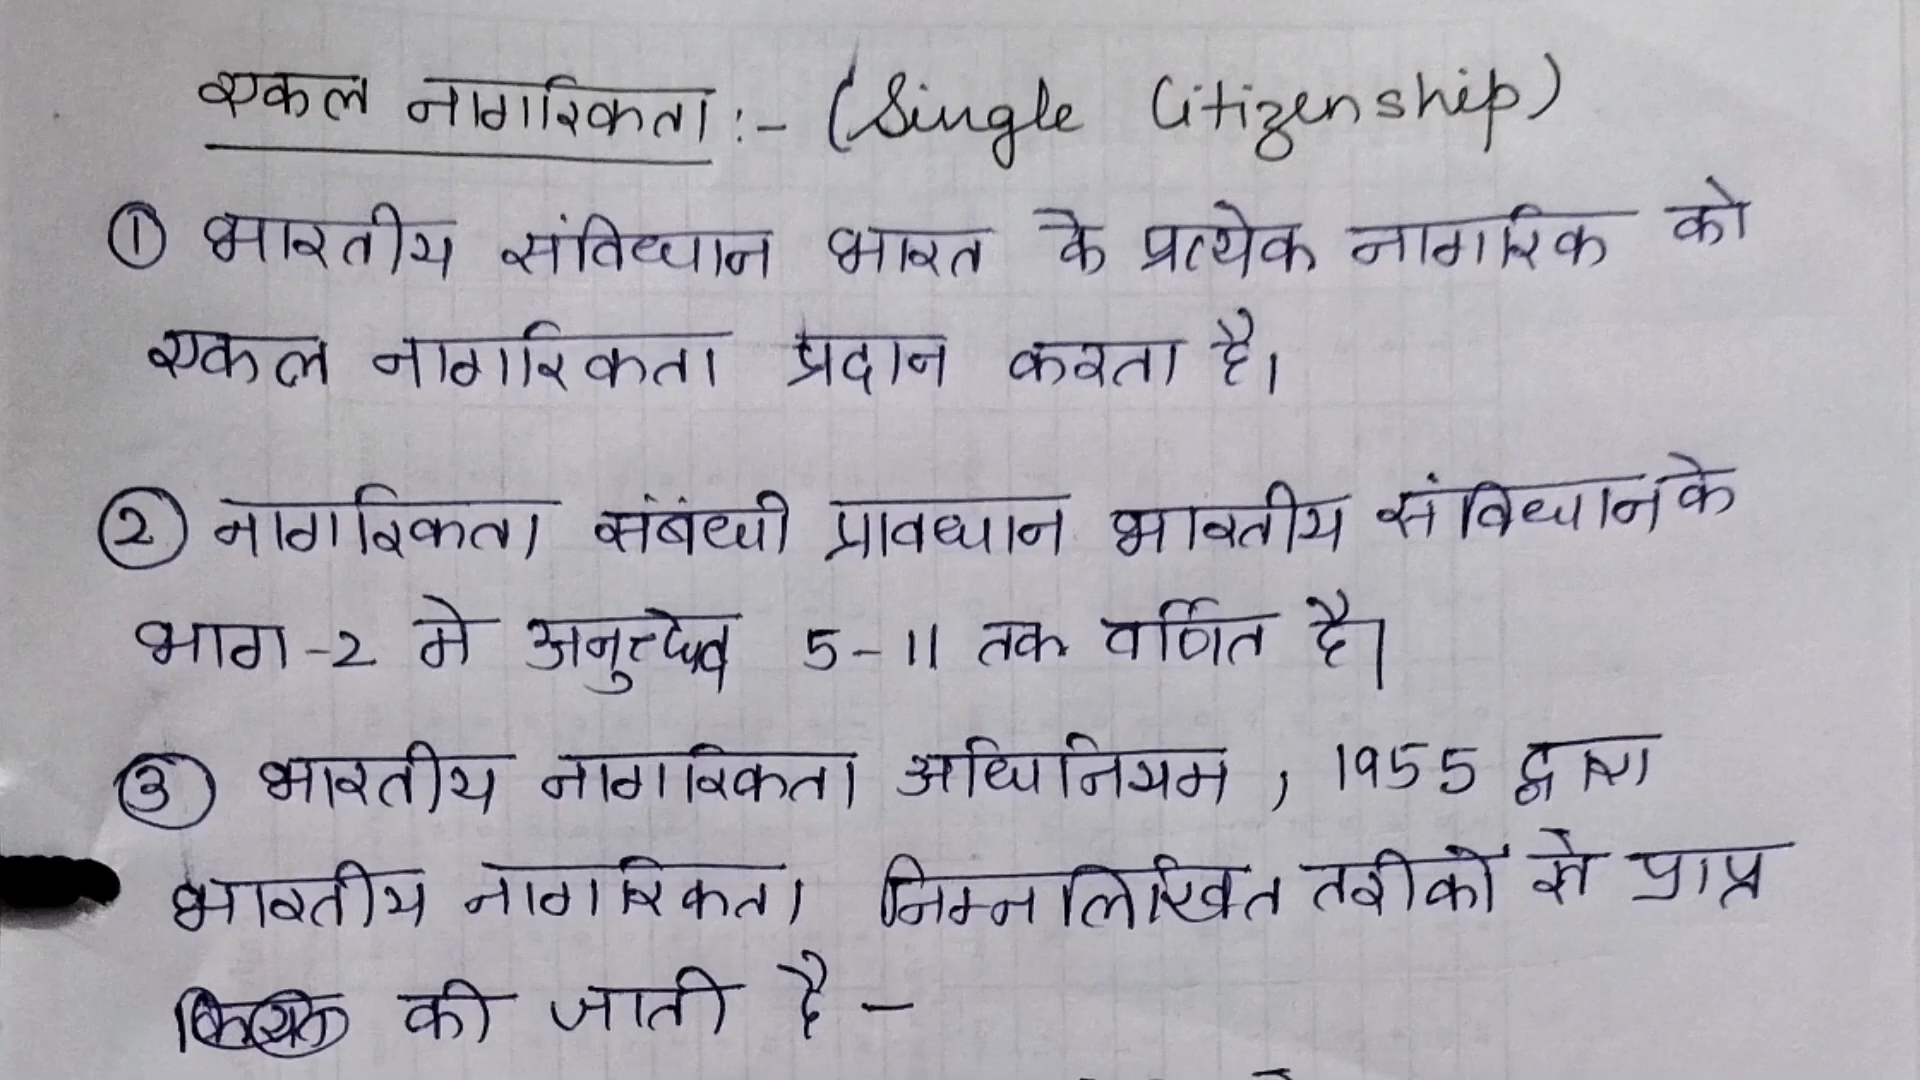 एकल नागरिकता :- (Single Citizenship)
① भारतीय संविधान भारत के प्रत्येक नागरिक को
एकल नागरिकता प्रदान करता है।
② नागरिकता संबंधी प्रावधान भारतीय संविधान के
भाग-2 मे अनुच्छेद 5-11 तक वर्णित है।
③ भारतीय नागरिकता अधिनियम, 1955 द्वारा
भारतीय नागरिकता निम्नलिखित तरीकों से प्राप्त
की जाती है -